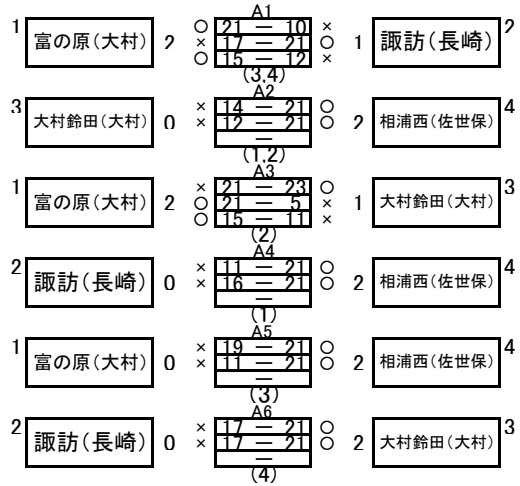 A1
1 富の原（大村） 2 ○ 21 － 10 × 1 諏訪（長崎） 2
× 17 － 21 ○
○ 15 － 12 ×
(3,4)
A2
3 大村鈴田（大村） 0 × 14 － 21 ○ 2 相浦西（佐世保） 4
× 12 － 21 ○
－
(1,2)
A3
1 富の原（大村） 2 × 21 － 23 ○ 1 大村鈴田（大村） 3
○ 21 － 5 ×
○ 15 － 11 ×
(2)
A4
2 諏訪（長崎） 0 × 11 － 21 ○ 2 相浦西（佐世保） 4
× 16 － 21 ○
－
(1)
A5
1 富の原（大村） 0 × 19 － 21 ○ 2 相浦西（佐世保） 4
× 11 － 21 ○
－
(3)
A6
2 諏訪（長崎） 0 × 17 － 21 ○ 2 大村鈴田（大村） 3
× 17 － 21 ○
－
(4)